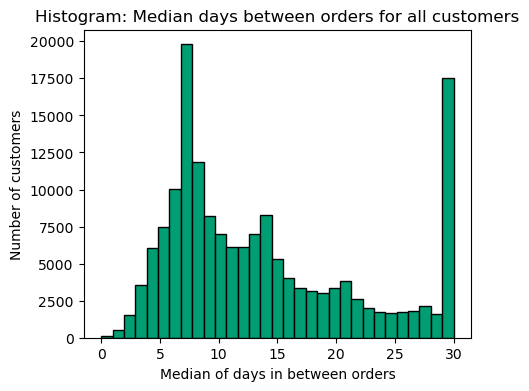 Histogram: Median days between orders for all customers
Number of customers
20000
17500
15000
12500
10000
7500
5000
2500
0
0 5 10 15 20 25 30
Median of days in between orders